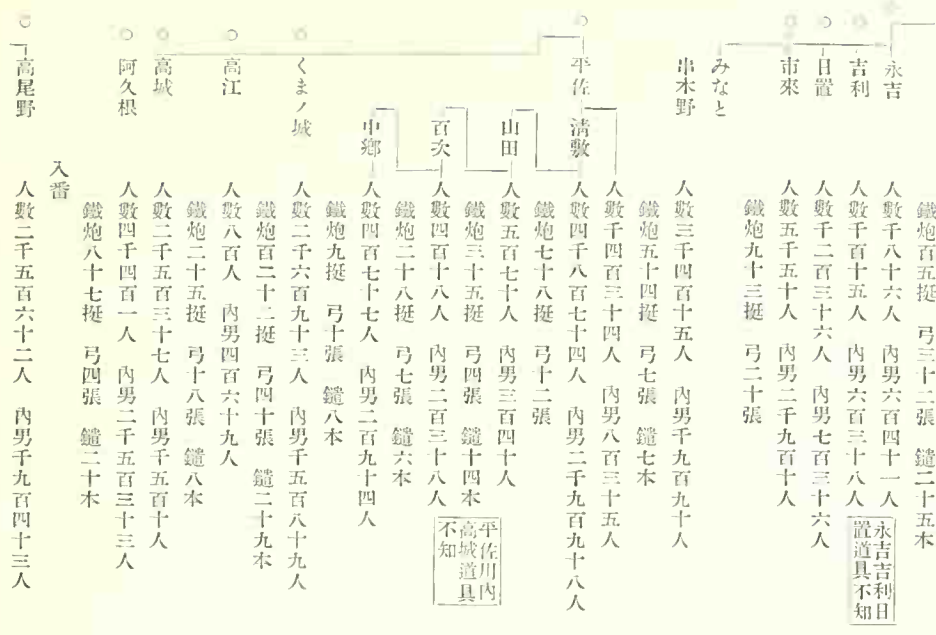 鐵炮百五挺　弓三十二張　鑓二十五本
永吉　人數千八十六人　內男六百四十一人
吉利　人數千百十五人　內男六百三十八人
永吉吉利日
置道具不知
日置　人數千二百三十六人　內男七百三十六人
市來　人數五千五十人　內男二千九百十人
鐵炮九十三挺　弓二十張
みなと
串木野　人數三千四百十五人　內男千九百九十人
鐵炮五十四挺　弓七張　鑓七本
平佐　人數千四百三十四人　內男八百三十五人
清敷　人數四千八百七十四人　內男二千九百九十八人
鐵炮七十八挺　弓十二張
山田　人數五百七十人　內男三百四十人
鐵炮三十五挺　弓四張　鑓十四本
平佐川內
高城道具
不知
百次　人數四百十八人　內男二百三十八人
鐵炮二十八挺　弓七張　鑓六本
中鄕　人數四百七十七人　內男二百九十四人
鐵炮九挺　弓十張　鑓八本
くまノ城　人數二千六百九十三人　內男千五百八十九人
鐵炮百二十二挺　弓四十張　鑓二十九本
高江　人數八百人　內男四百六十九人
鐵炮二十五挺　弓十八張　鑓八本
高城　人數二千五百三十七人　內男千五百十人
阿久根　人數四千四百一人　內男二千五百三十三人
鐵炮八十七挺　弓四張　鑓二十本
入番
高尾野　人數二千五百六十二人　內男千九百四十三人